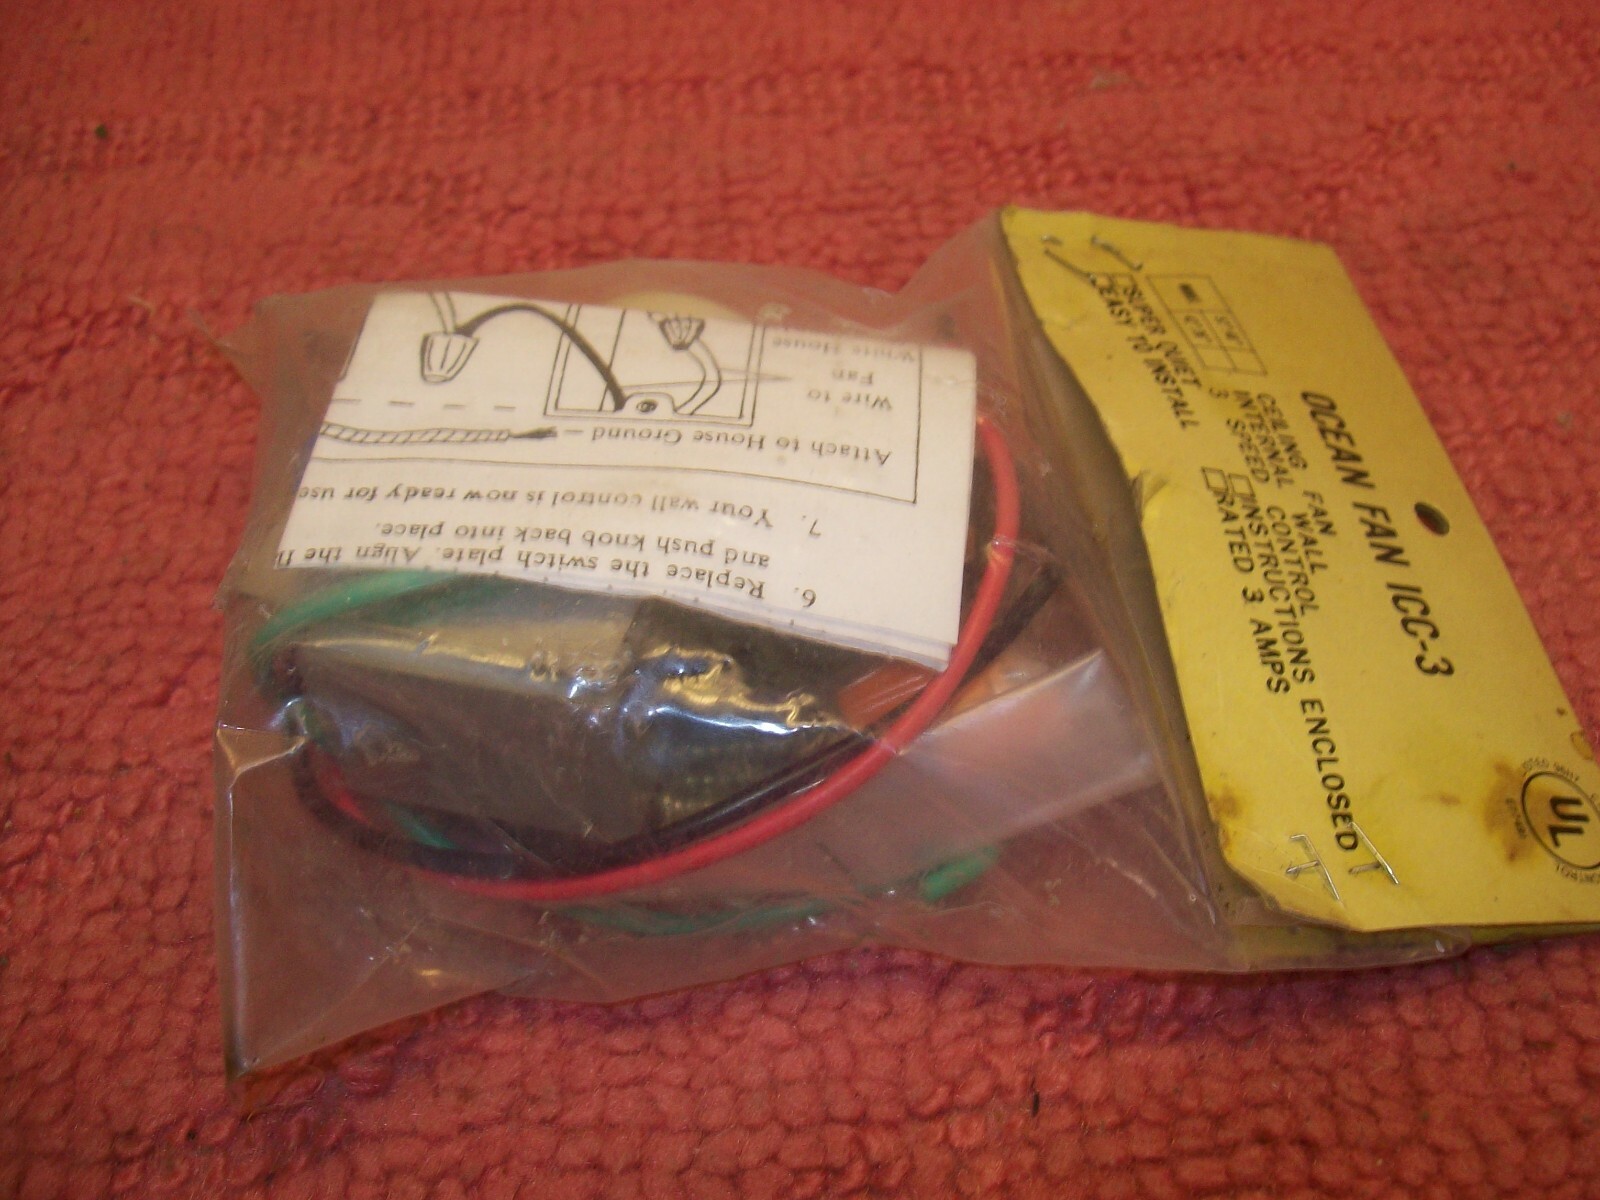 OCEAN FAN ICC-3
CEILING FAN WALL CONTROL
INTERNAL CONTROL
3 SPEED
SUPER QUIET
EASY TO INSTALL
INSTRUCTIONS ENCLOSED
RATED 3 AMPS
UL
White House
Fan
Wire to
Attach to House Ground
6. Replace the switch plate. Align the
and push knob back into place.
7. Your wall control is now ready for use